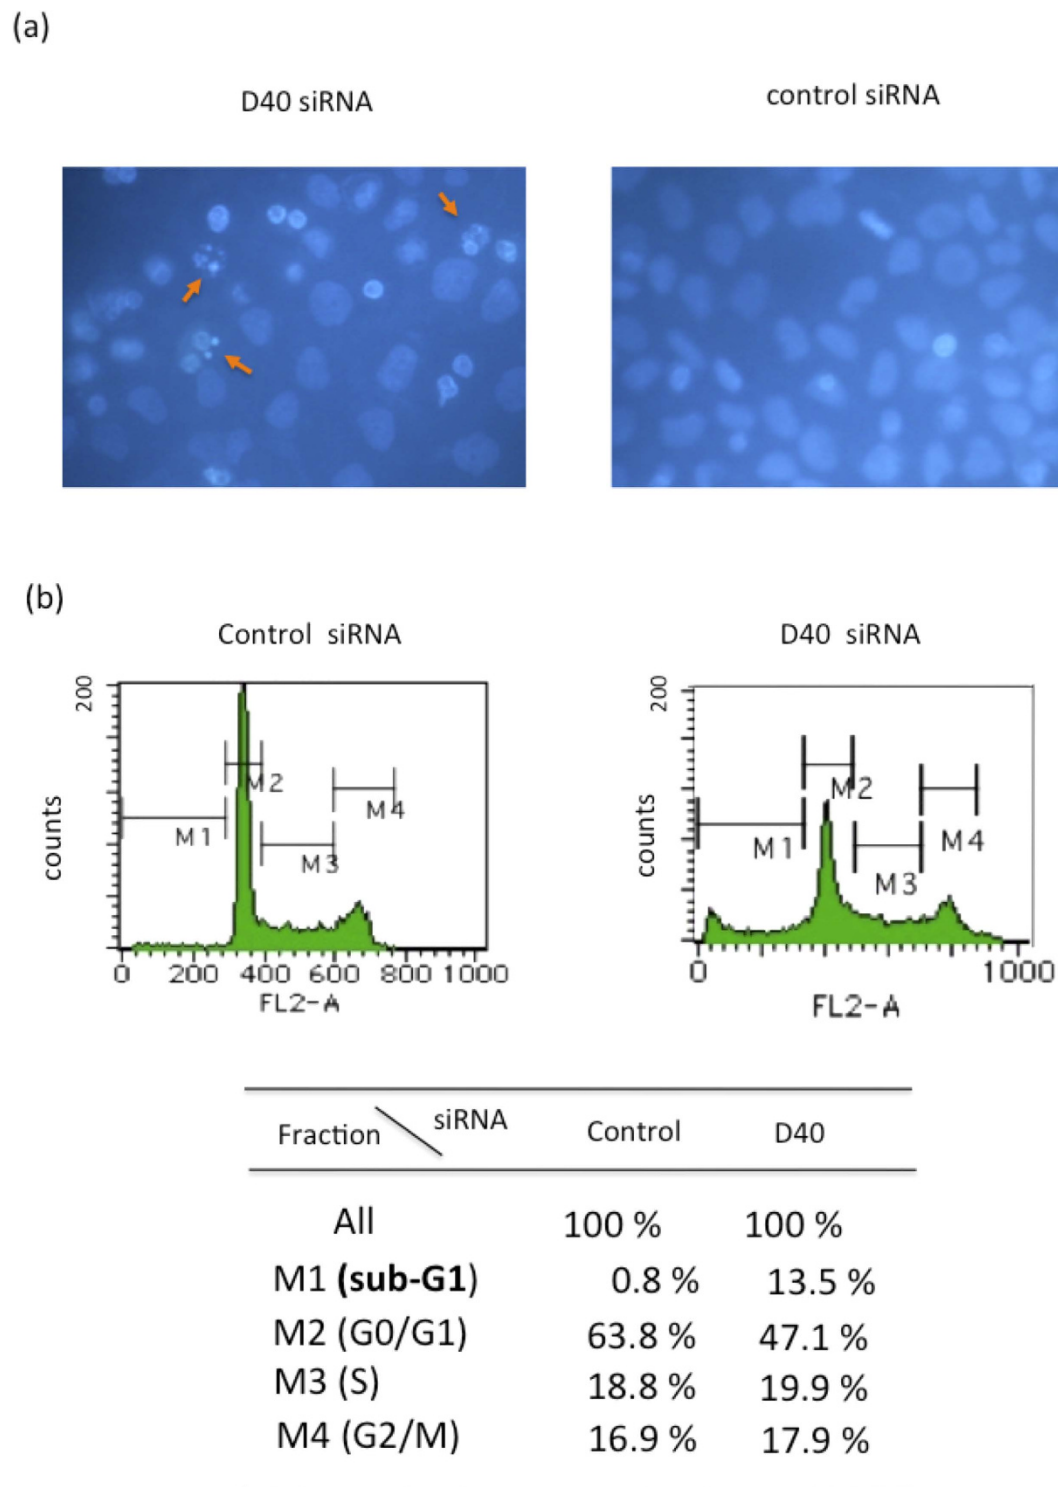 (a)
D40 siRNA
control siRNA
(b)
Control siRNA
D40 siRNA
200
counts
M1
M2
M3
M4
0 200 400 600 800 1000
FL2-A
200
counts
M1
M2
M3
M4
0 1000
FL2-A
Fraction siRNA Control D40
All 100 % 100 %
M1 (sub-G1) 0.8 % 13.5 %
M2 (G0/G1) 63.8 % 47.1 %
M3 (S) 18.8 % 19.9 %
M4 (G2/M) 16.9 % 17.9 %